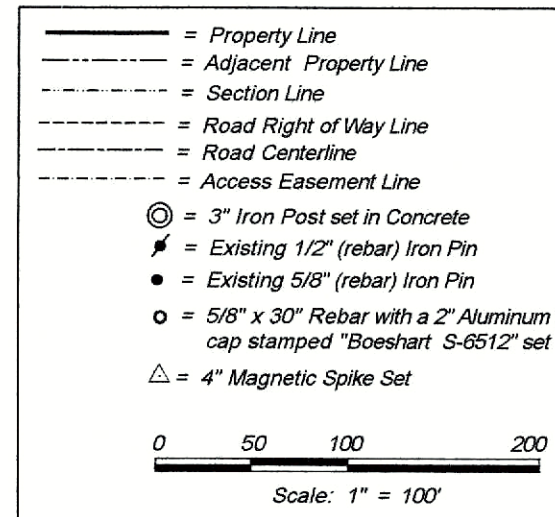 = Property Line
= Adjacent Property Line
= Section Line
= Road Right of Way Line
= Road Centerline
= Access Easement Line
= 3" Iron Post set in Concrete
= Existing 1/2" (rebar) Iron Pin
= Existing 5/8" (rebar) Iron Pin
= 5/8" x 30" Rebar with a 2" Aluminum
cap stamped "Boeshart S-6512" set
= 4" Magnetic Spike Set
0 50 100 200
Scale: 1" = 100'